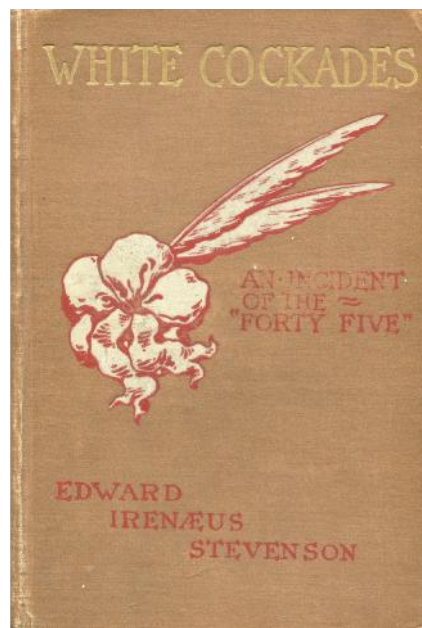 WHITE COCKADES
AN INCIDENT
OF THE =
"FORTY FIVE"
EDWARD
IRENÆUS
STEVENSON